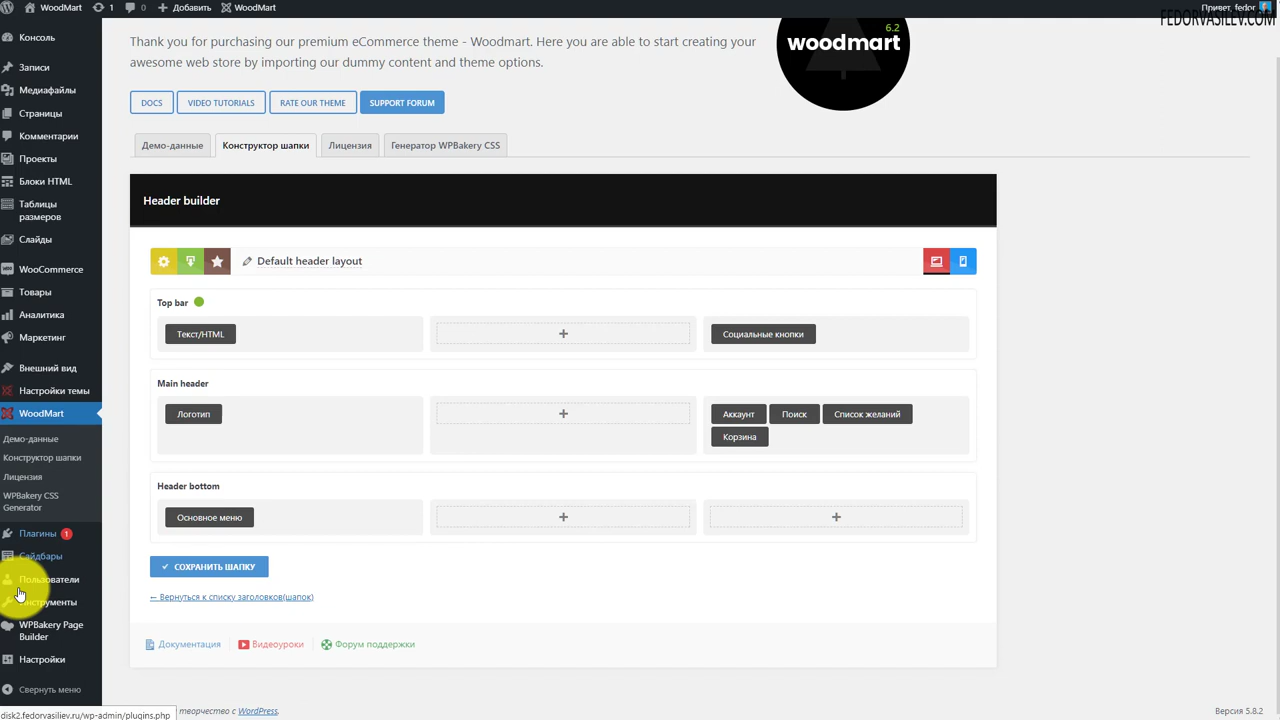 WoodMart 1 0 Добавить WoodMart Привет, fedor
FEDORVASILEV.COM
Консоль
Записи
Медиафайлы
Страницы
Комментарии
Проекты
Блоки HTML
Таблицы
размеров
Слайды
WooCommerce
Товары
Аналитика
Маркетинг
Внешний вид
Настройки темы
WoodMart
Демо-данные
Конструктор шапки
Лицензия
WPBakery CSS
Generator
Плагины 1
Сайдбары
Пользователи
Инструменты
WPBakery Page
Builder
Настройки
Свернуть меню
disk2.fedorvasiliev.ru/wp-admin/plugins.php
Thank you for purchasing our premium eCommerce theme - Woodmart. Here you are able to start creating your
awesome web store by importing our dummy content and theme options.
6.2
woodmart
DOCS VIDEO TUTORIALS RATE OUR THEME SUPPORT FORUM
Демо-данные Конструктор шапки Лицензия Генератор WPBakery CSS
Header builder
Default header layout
Top bar
Текст/HTML + Социальные кнопки
Main header
Логотип + Аккаунт Поиск Список желаний
Корзина
Header bottom
Основное меню + +
СОХРАНИТЬ ШАПКУ
← Вернуться к списку заголовков(шапок)
Документация Видеоуроки Форум поддержки
творчество с WordPress.
Версия 5.8.2